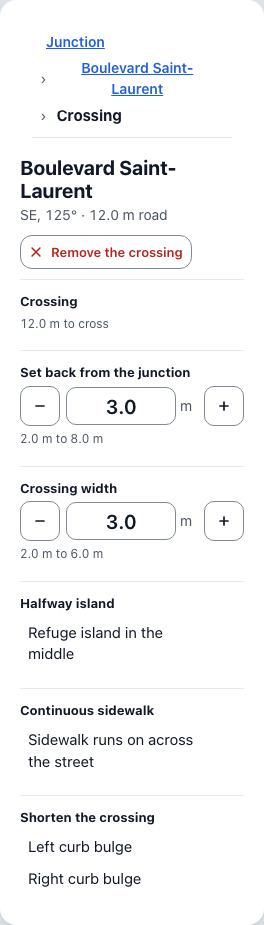 Junction
› Boulevard Saint-
Laurent
› Crossing
Boulevard Saint-
Laurent
SE, 125° · 12.0 m road
✕ Remove the crossing
Crossing
12.0 m to cross
Set back from the junction
− 3.0 m +
2.0 m to 8.0 m
Crossing width
− 3.0 m +
2.0 m to 6.0 m
Halfway island
Refuge island in the
middle
Continuous sidewalk
Sidewalk runs on across
the street
Shorten the crossing
Left curb bulge
Right curb bulge